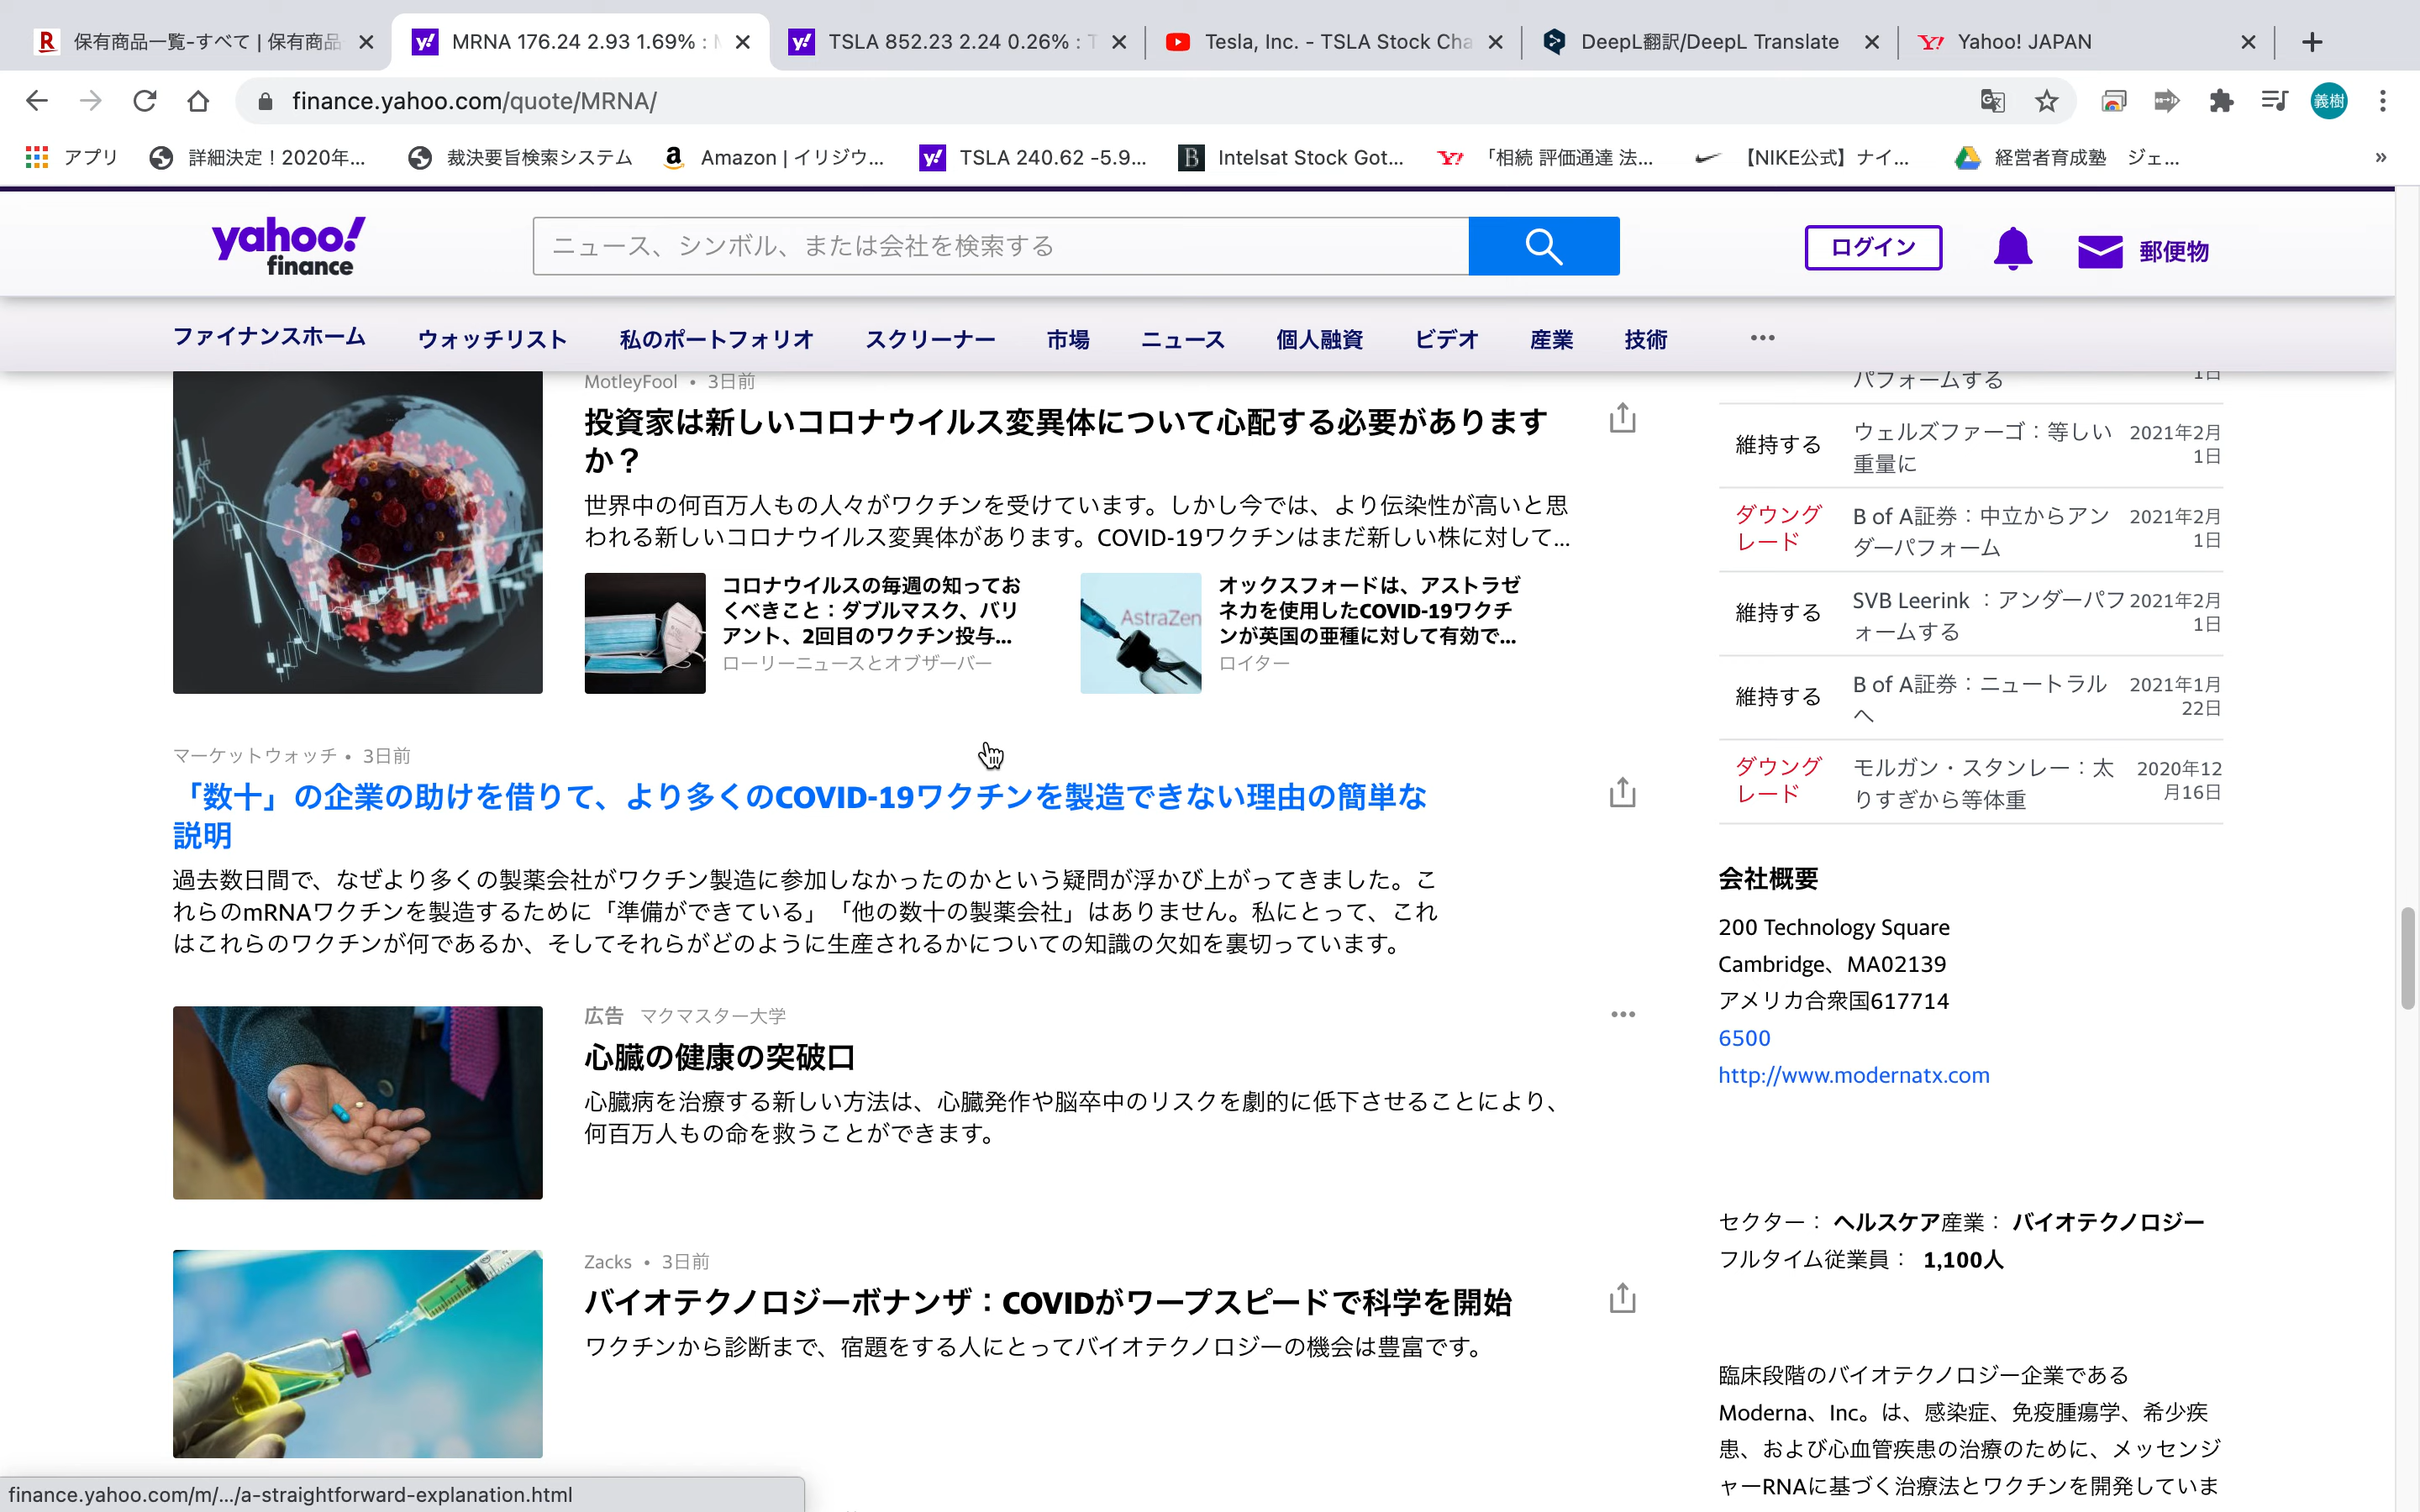 保有商品一覧-すべて | 保有商品
MRNA 176.24 2.93 1.69% :
TSLA 852.23 2.24 0.26% : T
Tesla, Inc. - TSLA Stock Cha
DeepL翻訳/DeepL Translate
Yahoo! JAPAN
finance.yahoo.com/quote/MRNA/
義樹
アプリ
詳細決定！2020年...
裁決要旨検索システム
Amazon | イリジウ...
TSLA 240.62 -5.9...
Intelsat Stock Got...
「相続 評価通達 法...
【NIKE公式】ナイ...
経営者育成塾 ジェ...
»
yahoo!
finance
ニュース、シンボル、または会社を検索する
ログイン
郵便物
ファイナンスホーム
ウォッチリスト
私のポートフォリオ
スクリーナー
市場
ニュース
個人融資
ビデオ
産業
技術
•••
MotleyFool • 3日前
投資家は新しいコロナウイルス変異体について心配する必要があります
か？
世界中の何百万人もの人々がワクチンを受けています。しかし今では、より伝染性が高いと思
われる新しいコロナウイルス変異体があります。COVID-19ワクチンはまだ新しい株に対して...
コロナウイルスの毎週の知ってお
くべきこと：ダブルマスク、バリ
アント、2回目のワクチン投与...
ローリーニュースとオブザーバー
AstraZen
オックスフォードは、アストラゼ
ネカを使用したCOVID-19ワクチ
ンが英国の亜種に対して有効で...
ロイター
マーケットウォッチ • 3日前
「数十」の企業の助けを借りて、より多くのCOVID-19ワクチンを製造できない理由の簡単な
説明
過去数日間で、なぜより多くの製薬会社がワクチン製造に参加しなかったのかという疑問が浮かび上がってきました。こ
れらのmRNAワクチンを製造するために「準備ができている」「他の数十の製薬会社」はありません。私にとって、これ
はこれらのワクチンが何であるか、そしてそれらがどのように生産されるかについての知識の欠如を裏切っています。
広告 マクマスター大学
•••
心臓の健康の突破口
心臓病を治療する新しい方法は、心臓発作や脳卒中のリスクを劇的に低下させることにより、
何百万人もの命を救うことができます。
Zacks • 3日前
バイオテクノロジーボナンザ：COVIDがワープスピードで科学を開始
ワクチンから診断まで、宿題をする人にとってバイオテクノロジーの機会は豊富です。
パフォームする
1日
維持する
ウェルズファーゴ：等しい
重量に
2021年2月
1日
ダウング
レード
B of A証券：中立からアン
ダーパフォーム
2021年2月
1日
維持する
SVB Leerink ：アンダーパフ
ォームする
2021年2月
1日
維持する
B of A証券：ニュートラル
へ
2021年1月
22日
ダウング
レード
モルガン・スタンレー：太
りすぎから等体重
2020年12
月16日
会社概要
200 Technology Square
Cambridge、MA02139
アメリカ合衆国617714
6500
http://www.modernatx.com
セクター： ヘルスケア産業： バイオテクノロジー
フルタイム従業員： 1,100人
臨床段階のバイオテクノロジー企業である
Moderna、Inc。は、感染症、免疫腫瘍学、希少疾
患、および心血管疾患の治療のために、メッセンジ
ャーRNAに基づく治療法とワクチンを開発していま
finance.yahoo.com/m/.../a-straightforward-explanation.html